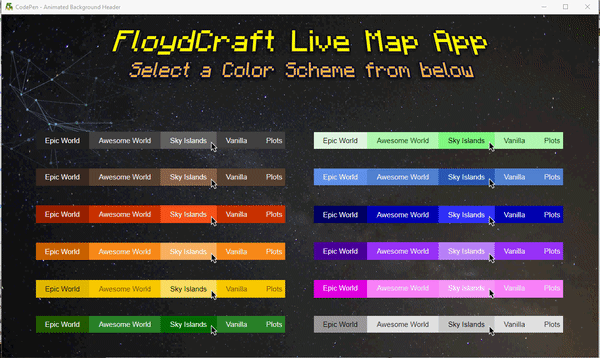 CodePen - Animated Background Header
FloydCraft Live Map App
Select a Color Scheme from below
Epic World Awesome World Sky Islands Vanilla Plots
Epic World Awesome World Sky Islands Vanilla Plots
Epic World Awesome World Sky Islands Vanilla Plots
Epic World Awesome World Sky Islands Vanilla Plots
Epic World Awesome World Sky Islands Vanilla Plots
Epic World Awesome World Sky Islands Vanilla Plots
Epic World Awesome World Sky Islands Vanilla Plots
Epic World Awesome World Sky Islands Vanilla Plots
Epic World Awesome World Sky Islands Vanilla Plots
Epic World Awesome World Sky Islands Vanilla Plots
Epic World Awesome World Sky Islands Vanilla Plots
Epic World Awesome World Sky Islands Vanilla Plots